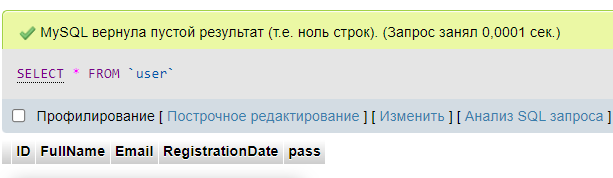 MySQL вернула пустой результат (т.е. ноль строк). (Запрос занял 0,0001 сек.)
SELECT * FROM `user`
Профилирование [ Построчное редактирование ] [ Изменить ] [ Анализ SQL запроса ]
ID FullName Email RegistrationDate pass